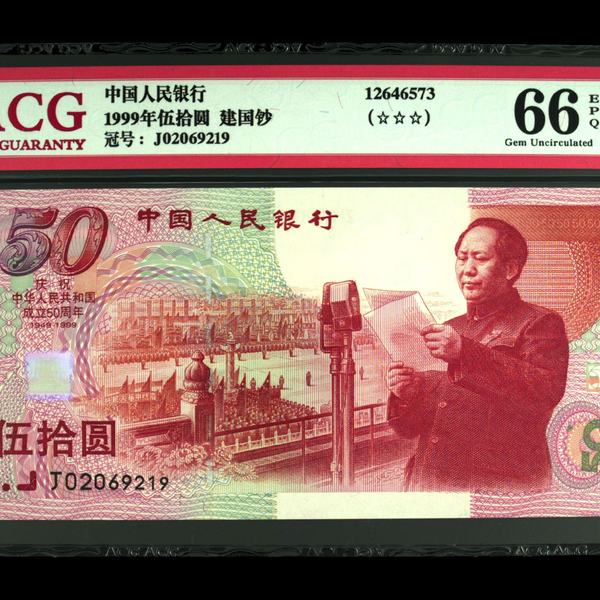 ACG
GUARANTY
中国人民银行
1999年伍拾圆 建国钞
冠号：J02069219
12646573
(☆☆☆)
66 EPQ
Gem Uncirculated
50
中国人民银行
庆祝
中华人民共和国
成立50周年
1949-1999
伍拾圆
J02069219